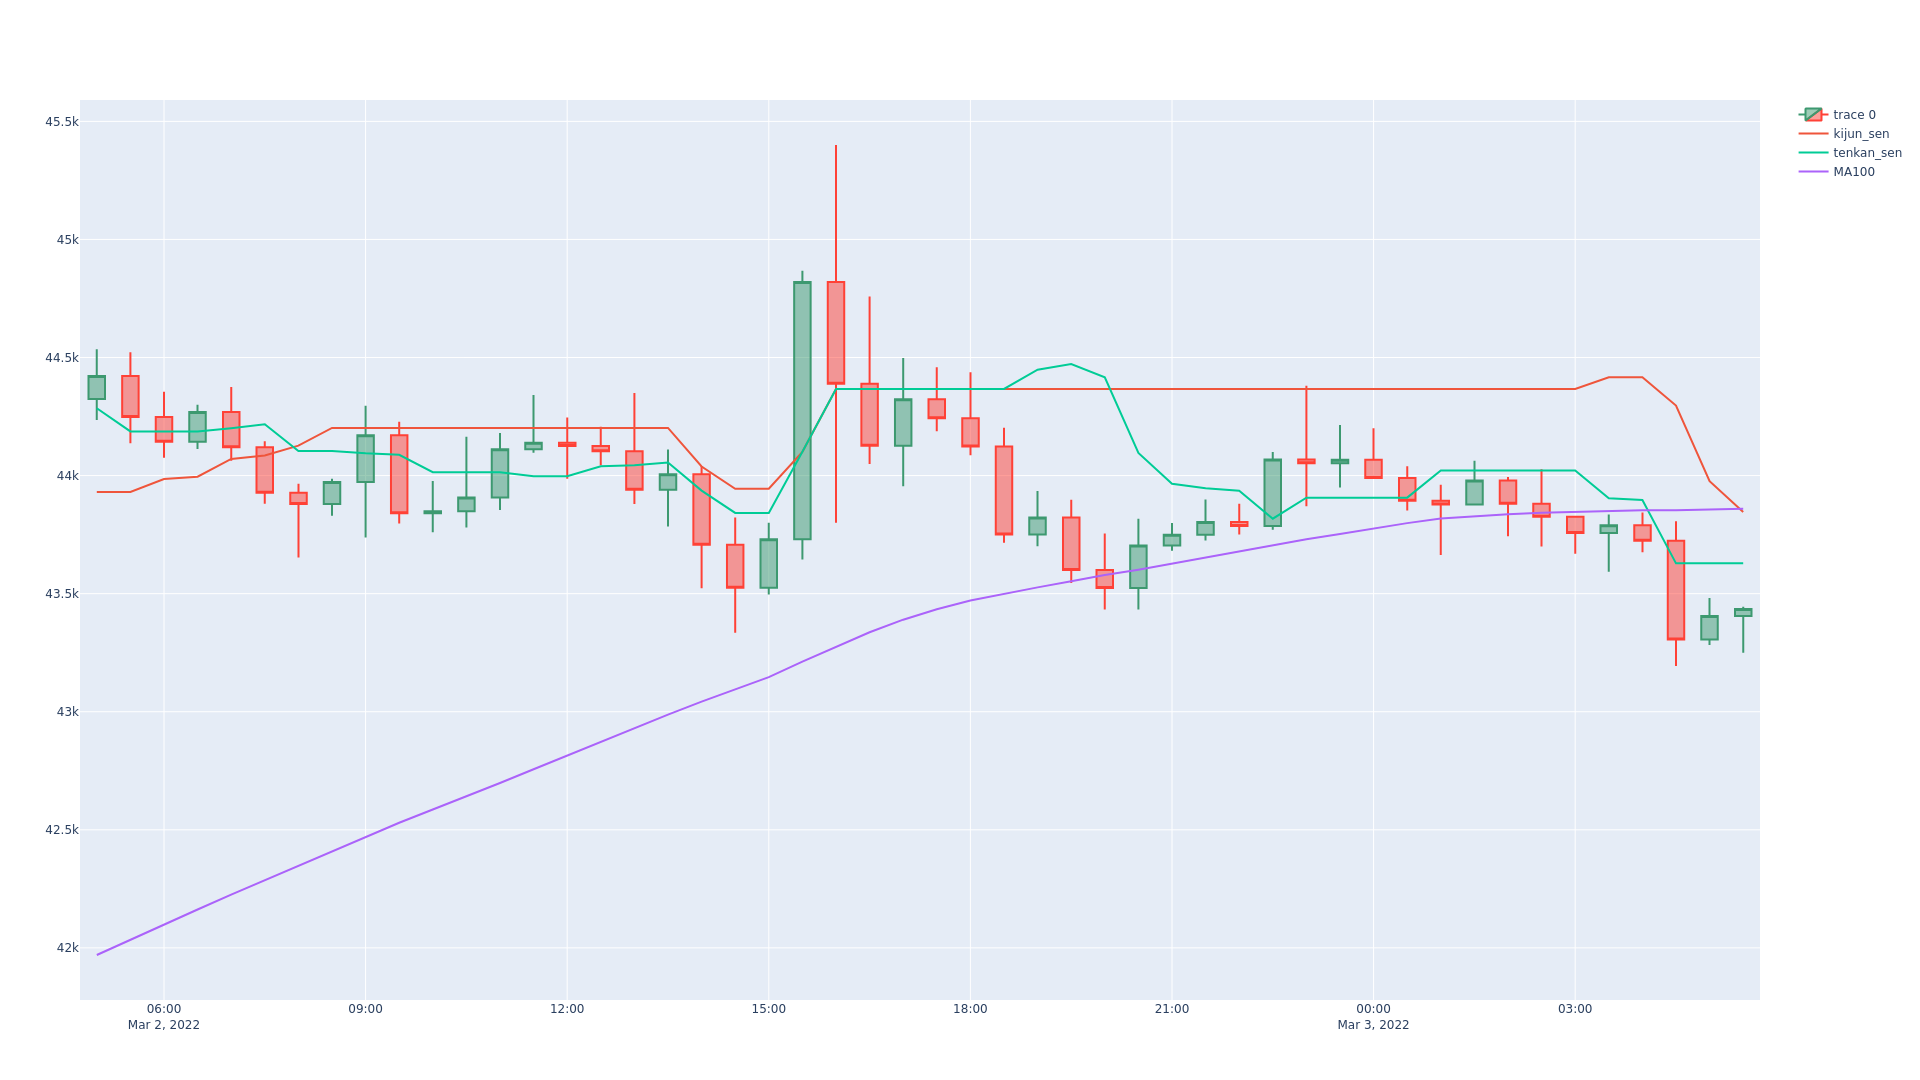 45.5k
45k
44.5k
44k
43.5k
43k
42.5k
42k
06:00
Mar 2, 2022
09:00
12:00
15:00
18:00
21:00
00:00
Mar 3, 2022
03:00
trace 0
kijun_sen
tenkan_sen
MA100